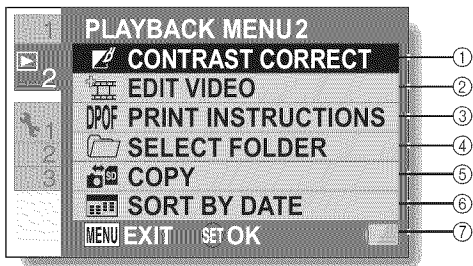 1 PLAYBACK MENU 2
CONTRAST CORRECT ①
2 EDIT VIDEO ②
DPOF PRINT INSTRUCTIONS ③
1 SELECT FOLDER ④
2
3 SD COPY ⑤
SORT BY DATE ⑥
MENU EXIT SET OK ⑦